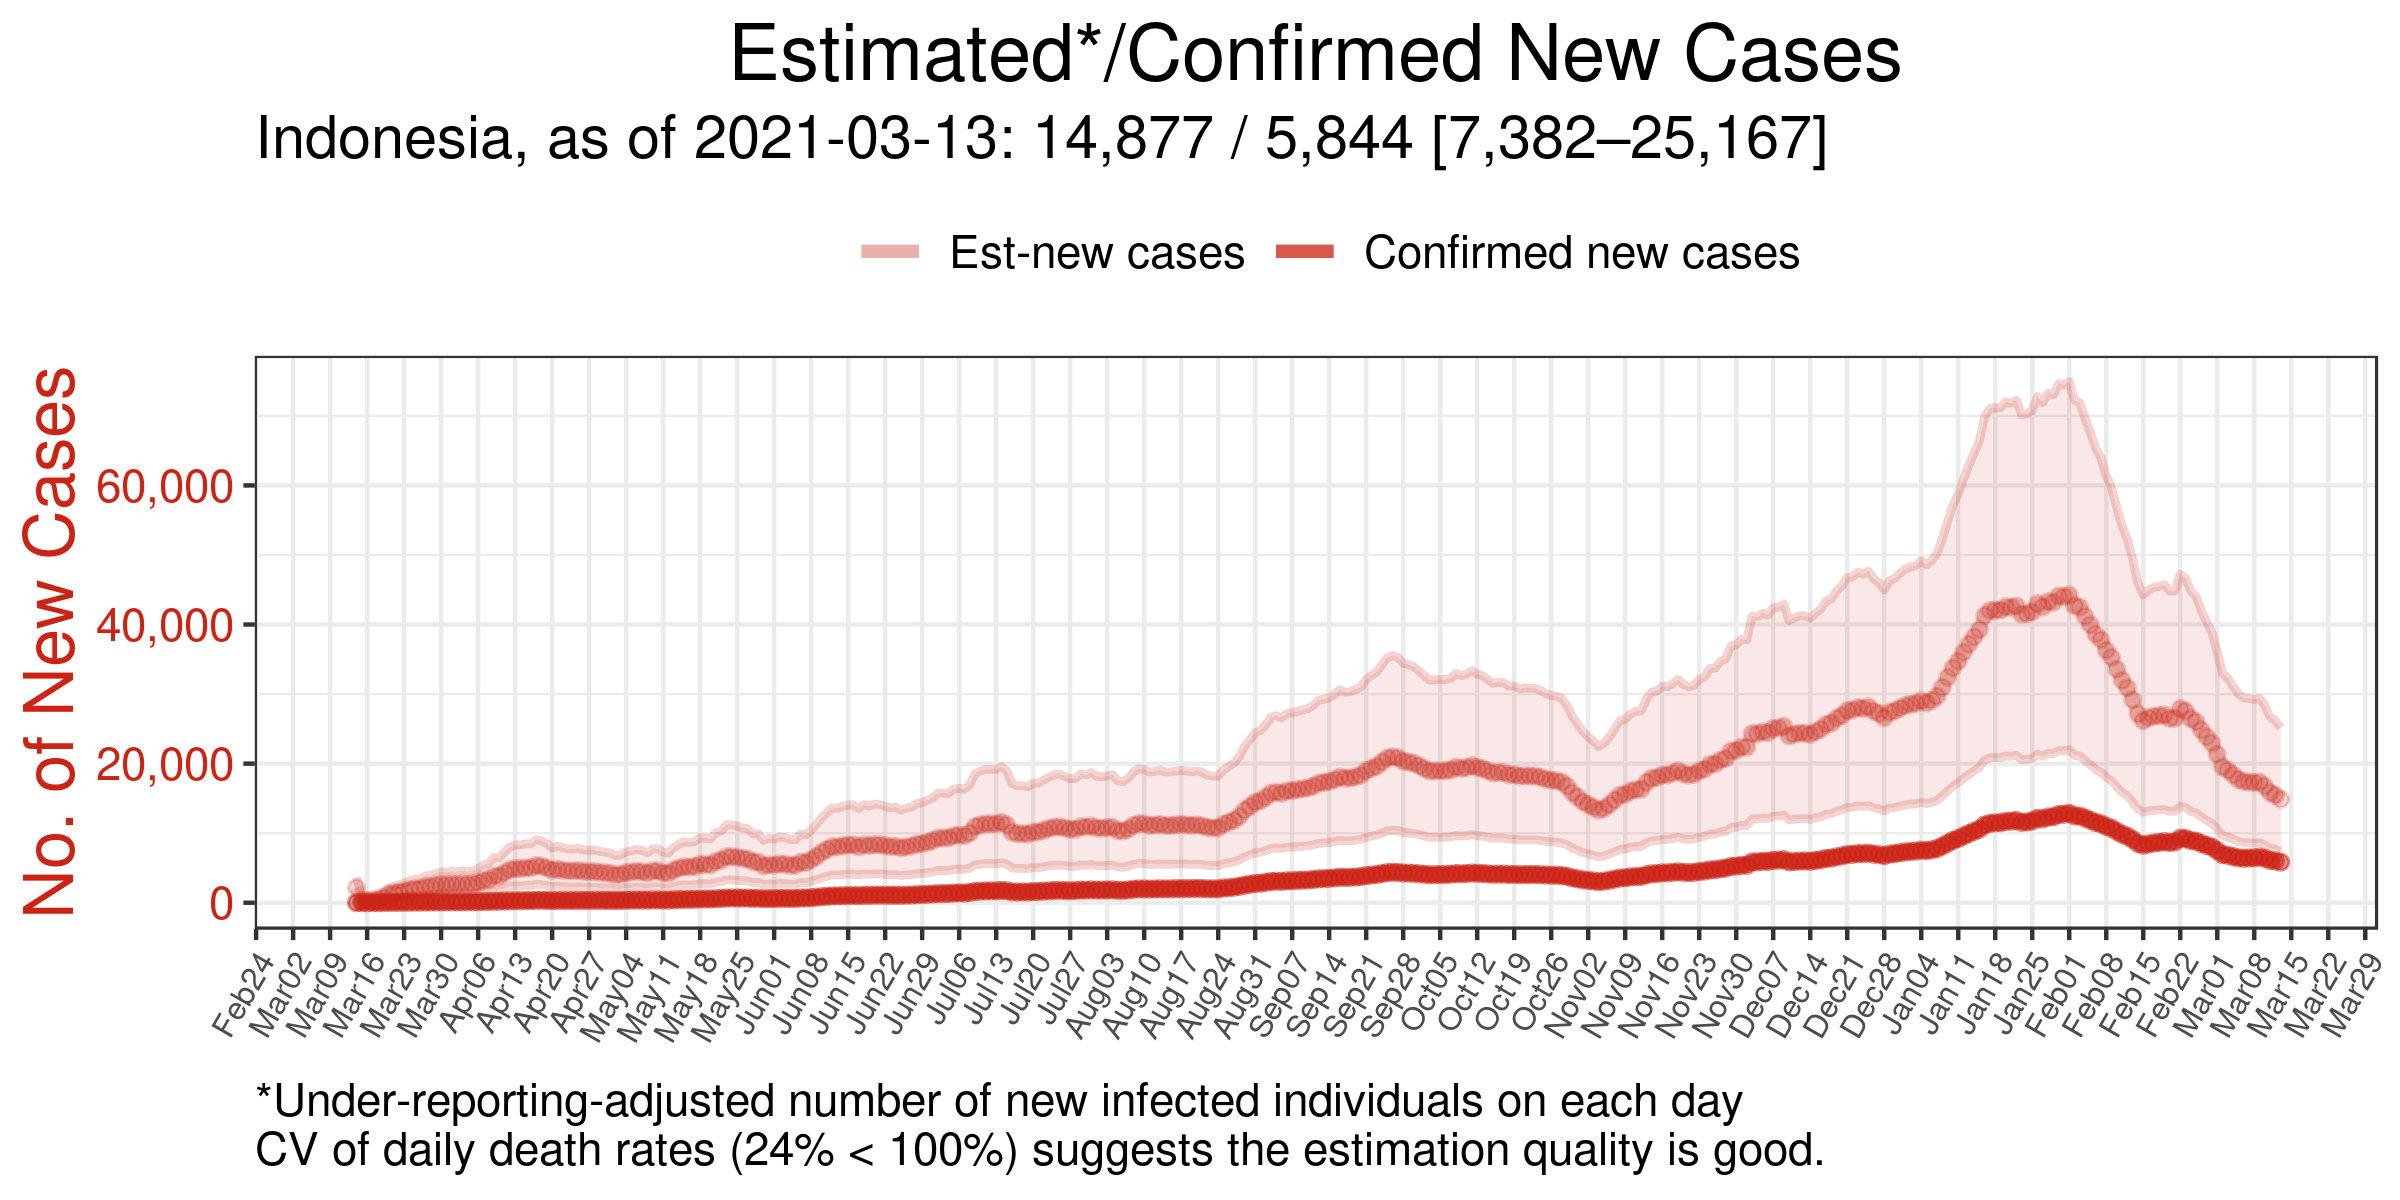 Estimated*/Confirmed New Cases
Indonesia, as of 2021-03-13: 14,877 / 5,844 [7,382–25,167]
Est-new cases Confirmed new cases
No. of New Cases
60,000
40,000
20,000
0
Feb24 Mar02 Mar09 Mar16 Mar23 Mar30 Apr06 Apr13 Apr20 Apr27 May04 May11 May18 May25 Jun01 Jun08 Jun15 Jun22 Jun29 Jul06 Jul13 Jul20 Jul27 Aug03 Aug10 Aug17 Aug24 Aug31 Sep07 Sep14 Sep21 Sep28 Oct05 Oct12 Oct19 Oct26 Nov02 Nov09 Nov16 Nov23 Nov30 Dec07 Dec14 Dec21 Dec28 Jan04 Jan11 Jan18 Jan25 Feb01 Feb08 Feb15 Feb22 Mar01 Mar08 Mar15 Mar22 Mar29
*Under-reporting-adjusted number of new infected individuals on each day
CV of daily death rates (24% < 100%) suggests the estimation quality is good.